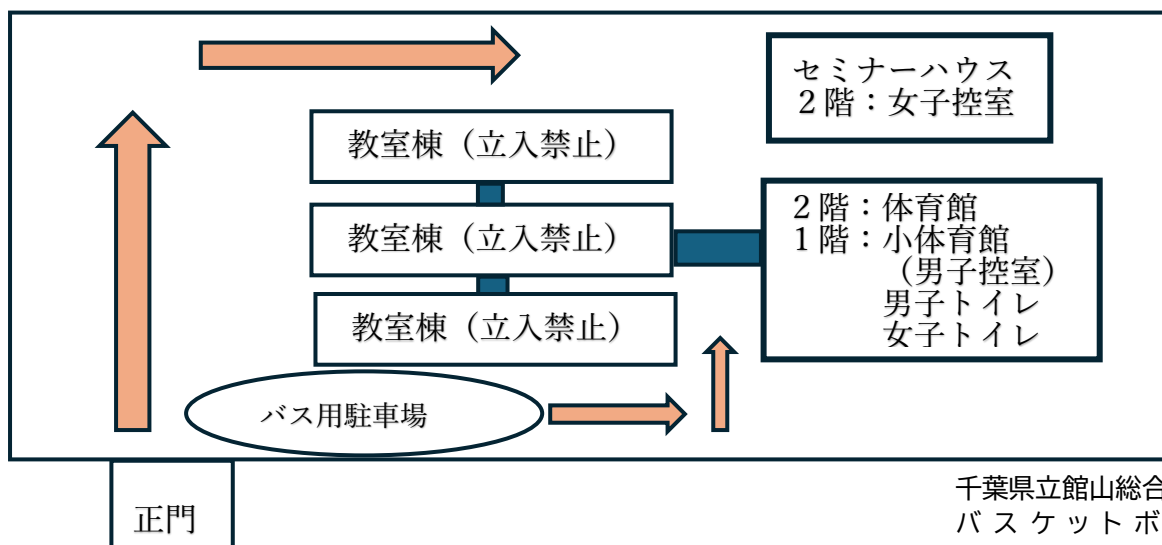 セミナーハウス
２階：女子控室
教室棟（立入禁止）
教室棟（立入禁止）
教室棟（立入禁止）
２階：体育館
１階：小体育館
（男子控室）
男子トイレ
女子トイレ
バス用駐車場
正門
千葉県立館山総合
バスケットボ